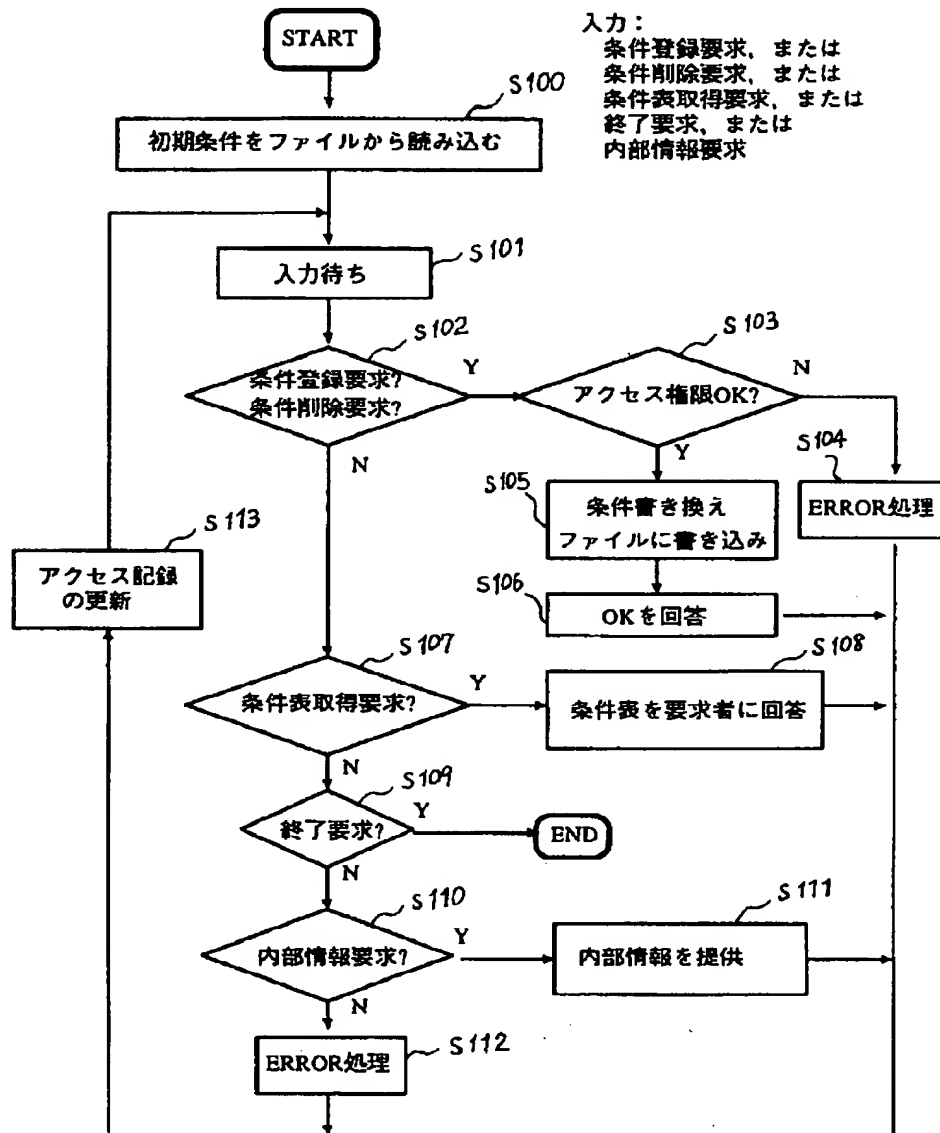 START
入力：
条件登録要求，または
条件削除要求，または
条件表取得要求，または
終了要求，または
内部情報要求
S100
初期条件をファイルから読み込む
S101
入力待ち
S102
条件登録要求?
条件削除要求?
Y
N
S103
アクセス権限OK?
N
Y
S104
ERROR処理
S105
条件書き換え
ファイルに書き込み
S106
OKを回答
S113
アクセス記録
の更新
S107
条件表取得要求?
Y
N
S108
条件表を要求者に回答
S109
終了要求?
Y
N
END
S110
内部情報要求?
Y
N
S111
内部情報を提供
S112
ERROR処理